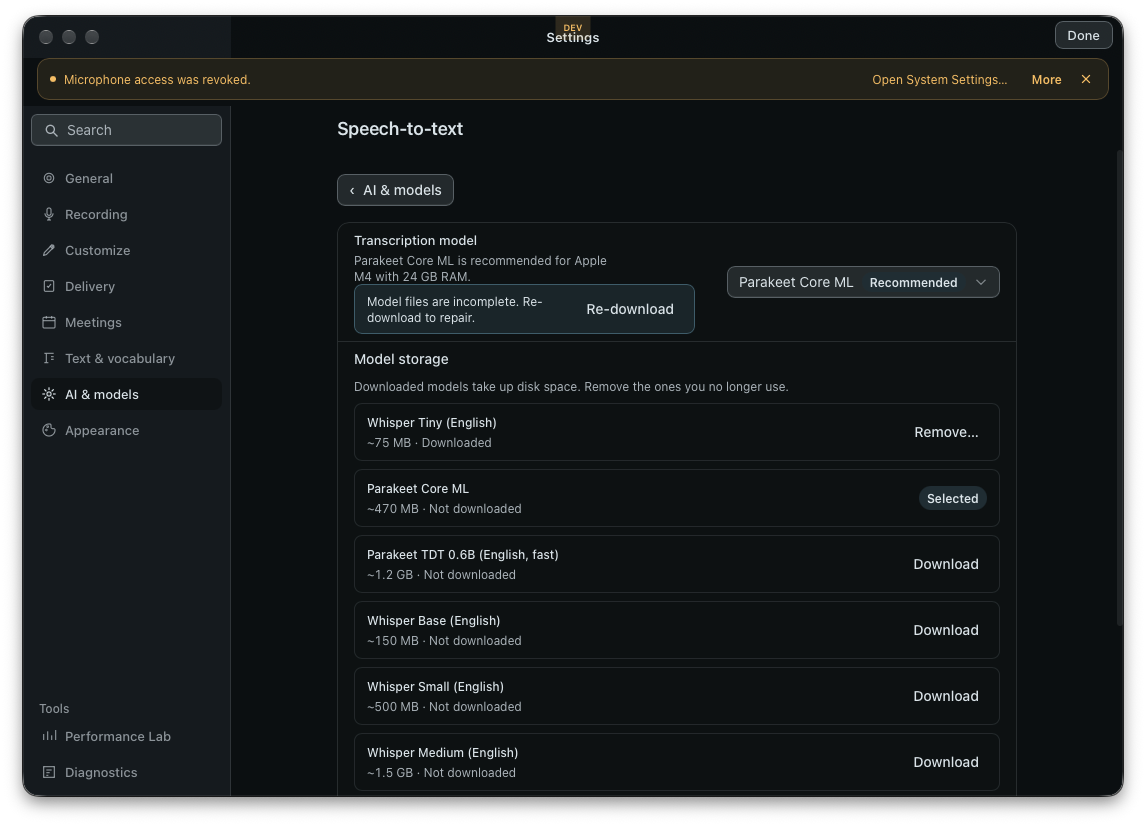 DEV
Settings
Done
Microphone access was revoked.
Open System Settings...
More
Search
General
Recording
Customize
Delivery
Meetings
Text & vocabulary
AI & models
Appearance
Tools
Performance Lab
Diagnostics
Speech-to-text
‹ AI & models
Transcription model
Parakeet Core ML is recommended for Apple
M4 with 24 GB RAM.
Model files are incomplete. Re-
download to repair.
Re-download
Parakeet Core ML Recommended
Model storage
Downloaded models take up disk space. Remove the ones you no longer use.
Whisper Tiny (English)
~75 MB · Downloaded
Remove...
Parakeet Core ML
~470 MB · Not downloaded
Selected
Parakeet TDT 0.6B (English, fast)
~1.2 GB · Not downloaded
Download
Whisper Base (English)
~150 MB · Not downloaded
Download
Whisper Small (English)
~500 MB · Not downloaded
Download
Whisper Medium (English)
~1.5 GB · Not downloaded
Download